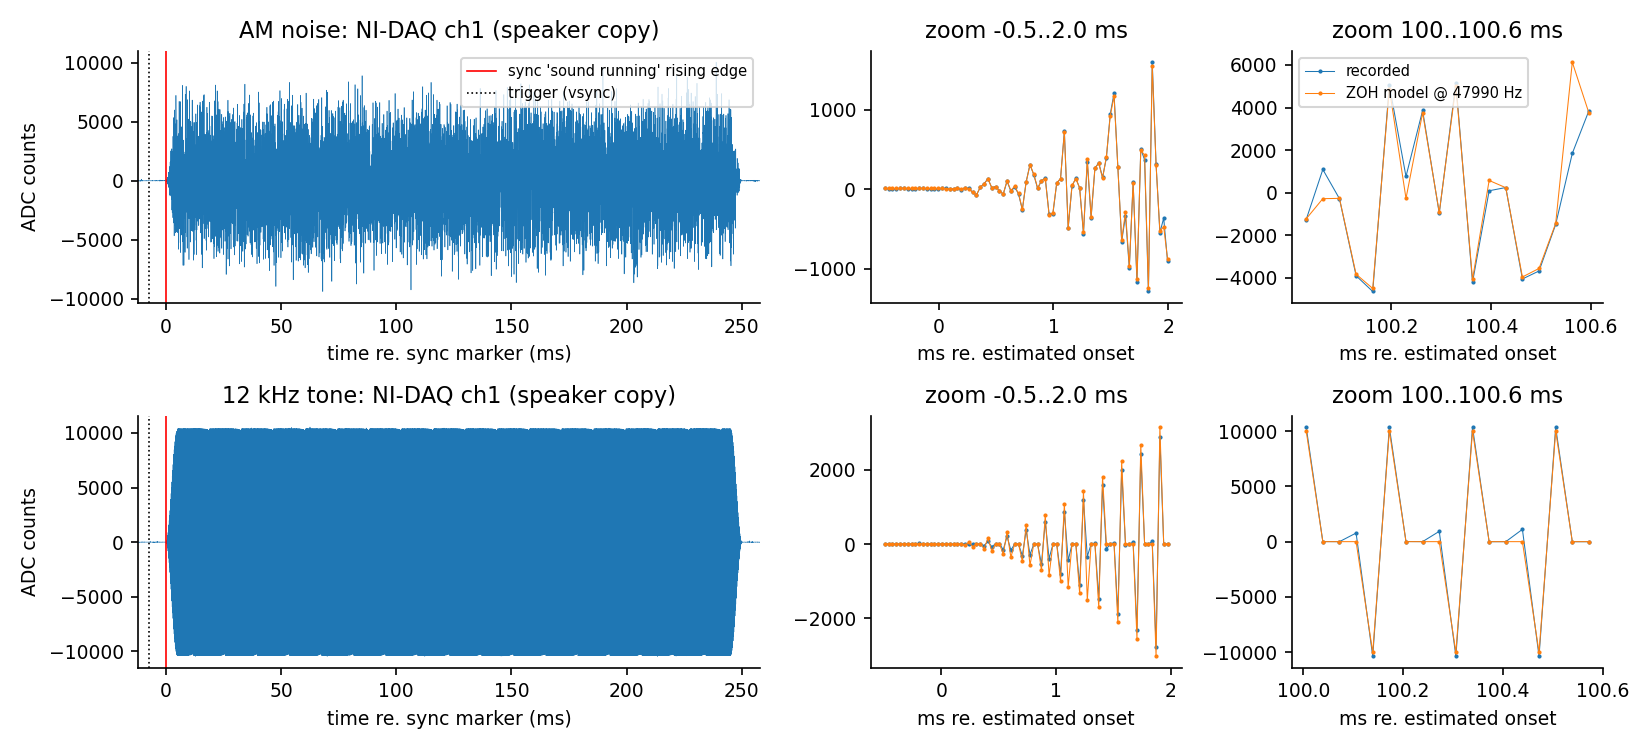 AM noise: NI-DAQ ch1 (speaker copy)
zoom -0.5..2.0 ms
zoom 100..100.6 ms
sync 'sound running' rising edge
trigger (vsync)
recorded
ZOH model @ 47990 Hz
ADC counts
10000
5000
0
−5000
−10000
0
50
100
150
200
250
time re. sync marker (ms)
1000
0
−1000
0
1
2
ms re. estimated onset
6000
4000
2000
0
−2000
−4000
100.2
100.4
100.6
ms re. estimated onset
12 kHz tone: NI-DAQ ch1 (speaker copy)
zoom -0.5..2.0 ms
zoom 100..100.6 ms
ADC counts
10000
5000
0
−5000
−10000
0
50
100
150
200
250
time re. sync marker (ms)
2000
0
−2000
0
1
2
ms re. estimated onset
10000
5000
0
−5000
−10000
100.0
100.2
100.4
100.6
ms re. estimated onset